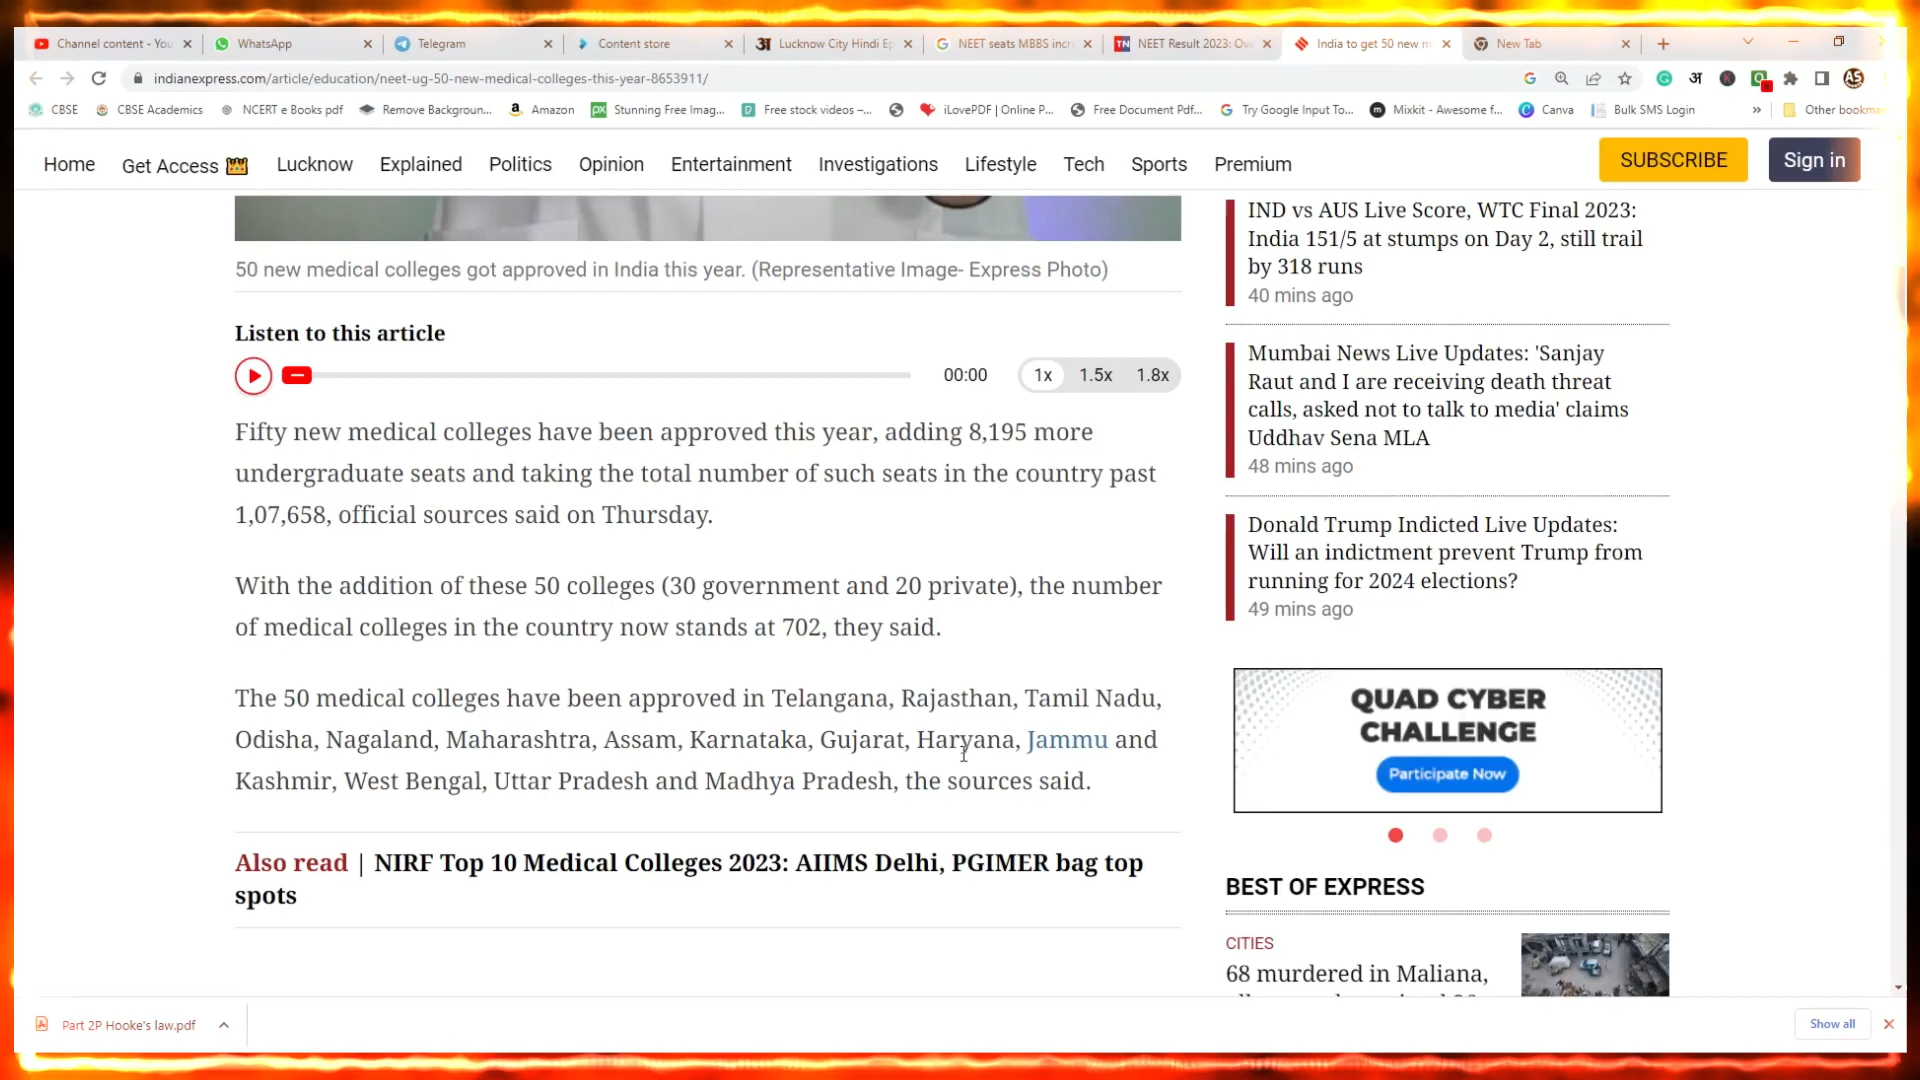 Channel content - You
WhatsApp
Telegram
Content store
Lucknow City Hindi Ep
NEET seats MBBS incr
NEET Result 2023: Ov
India to get 50 new m
New Tab
indianexpress.com/article/education/neet-ug-50-new-medical-colleges-this-year-8653911/
CBSE
CBSE Academics
NCERT e Books pdf
Remove Backgroun...
Amazon
Stunning Free Imag...
Free stock videos –...
iLovePDF | Online P...
Free Document Pdf...
Try Google Input To...
Mixkit - Awesome f...
Canva
Bulk SMS Login
»
Other bookma
Home
Get Access
Lucknow
Explained
Politics
Opinion
Entertainment
Investigations
Lifestyle
Tech
Sports
Premium
SUBSCRIBE
Sign in
50 new medical colleges got approved in India this year. (Representative Image- Express Photo)
Listen to this article
00:00
1x
1.5x
1.8x
Fifty new medical colleges have been approved this year, adding 8,195 more
undergraduate seats and taking the total number of such seats in the country past
1,07,658, official sources said on Thursday.
With the addition of these 50 colleges (30 government and 20 private), the number
of medical colleges in the country now stands at 702, they said.
The 50 medical colleges have been approved in Telangana, Rajasthan, Tamil Nadu,
Odisha, Nagaland, Maharashtra, Assam, Karnataka, Gujarat, Haryana, Jammu and
Kashmir, West Bengal, Uttar Pradesh and Madhya Pradesh, the sources said.
Also read | NIRF Top 10 Medical Colleges 2023: AIIMS Delhi, PGIMER bag top
spots
IND vs AUS Live Score, WTC Final 2023:
India 151/5 at stumps on Day 2, still trail
by 318 runs
40 mins ago
Mumbai News Live Updates: 'Sanjay
Raut and I are receiving death threat
calls, asked not to talk to media' claims
Uddhav Sena MLA
48 mins ago
Donald Trump Indicted Live Updates:
Will an indictment prevent Trump from
running for 2024 elections?
49 mins ago
QUAD CYBER
CHALLENGE
Participate Now
BEST OF EXPRESS
CITIES
68 murdered in Maliana,
Part 2P Hooke's law.pdf
Show all